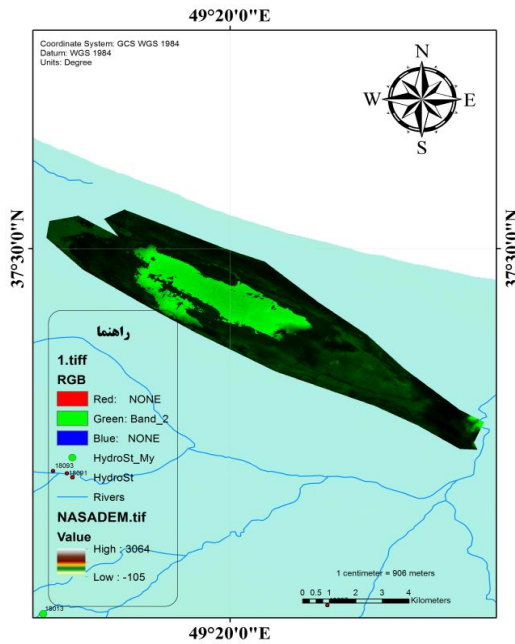 49°20'0"E
Coordinate System: GCS WGS 1984
Datum: WGS 1984
Units: Degree
N
W E
S
37°30'0"N
37°30'0"N
راهنما
1.tiff
RGB
Red: NONE
Green: Band_2
Blue: NONE
HydroSt_My
18093
18091
HydroSt
Rivers
NASADEM.tif
Value
High : 3064
Low : -105
1 centimeter = 906 meters
0 0.5 1 2 3 4
Kilometers
18013
49°20'0"E